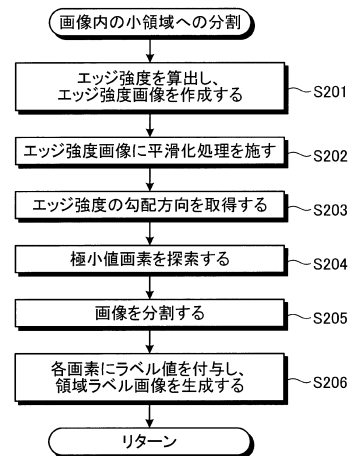 画像内の小領域への分割
エッジ強度を算出し、
エッジ強度画像を作成する
S201
エッジ強度画像に平滑化処理を施す
S202
エッジ強度の勾配方向を取得する
S203
極小値画素を探索する
S204
画像を分割する
S205
各画素にラベル値を付与し、
領域ラベル画像を生成する
S206
リターン